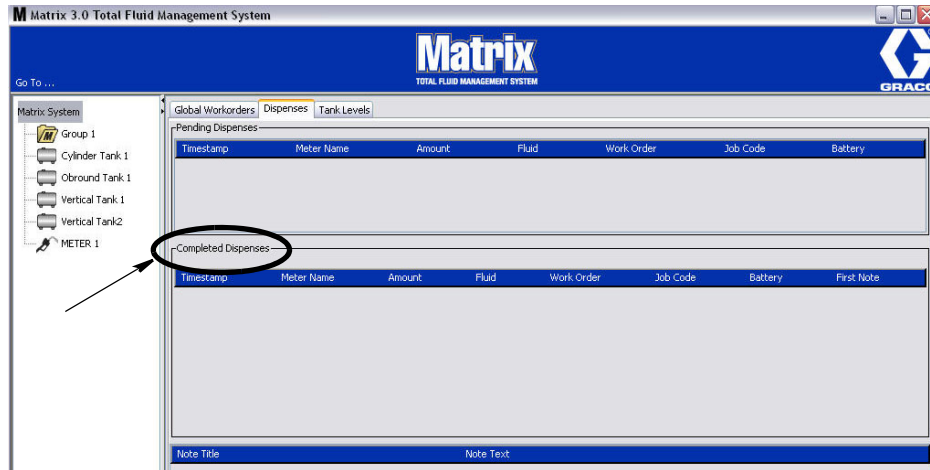 Matrix 3.0 Total Fluid Management System
Matrix
TOTAL FLUID MANAGEMENT SYSTEM
Go To ...
GRACO
Matrix System
Group 1
Cylinder Tank 1
Obround Tank 1
Vertical Tank 1
Vertical Tank2
METER 1
Global Workorders Dispenses Tank Levels
Pending Dispenses
Timestamp Meter Name Amount Fluid Work Order Job Code Battery
Completed Dispenses
Timestamp Meter Name Amount Fluid Work Order Job Code Battery First Note
Note Title Note Text